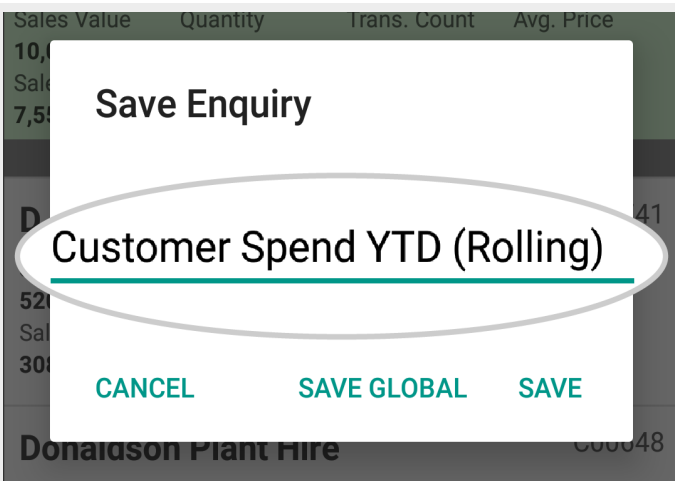 Sales Value Quantity Trans. Count Avg. Price
Save Enquiry
Customer Spend YTD (Rolling)
CANCEL SAVE GLOBAL SAVE
Donaldson Plant Hire C00648